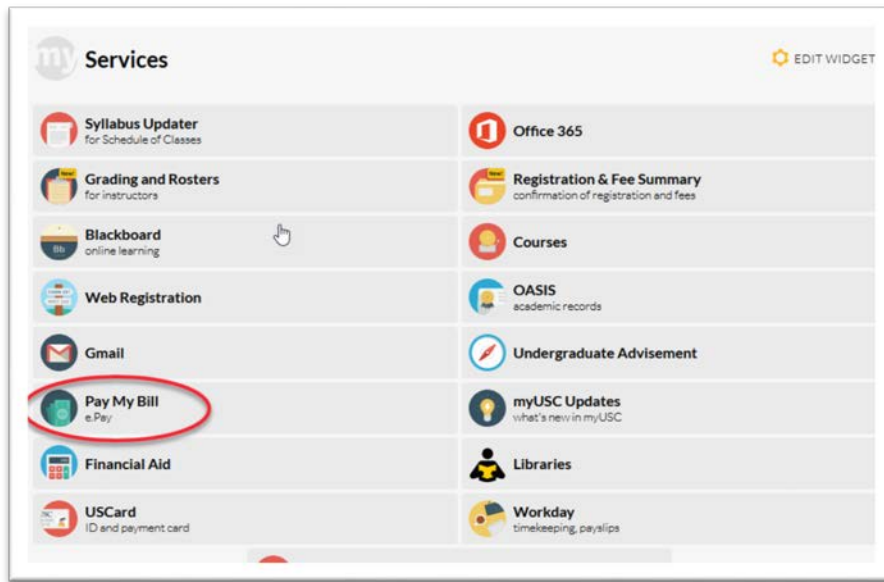 my Services
EDIT WIDGET
Syllabus Updater
for Schedule of Classes
Office 365
New!
Grading and Rosters
for instructors
New!
Registration & Fee Summary
confirmation of registration and fees
Bb
Blackboard
online learning
Courses
Web Registration
OASIS
academic records
Gmail
Undergraduate Advisement
Pay My Bill
e.Pay
myUSC Updates
what's new in myUSC
Financial Aid
Libraries
USCard
ID and payment card
Workday
timekeeping, payslips